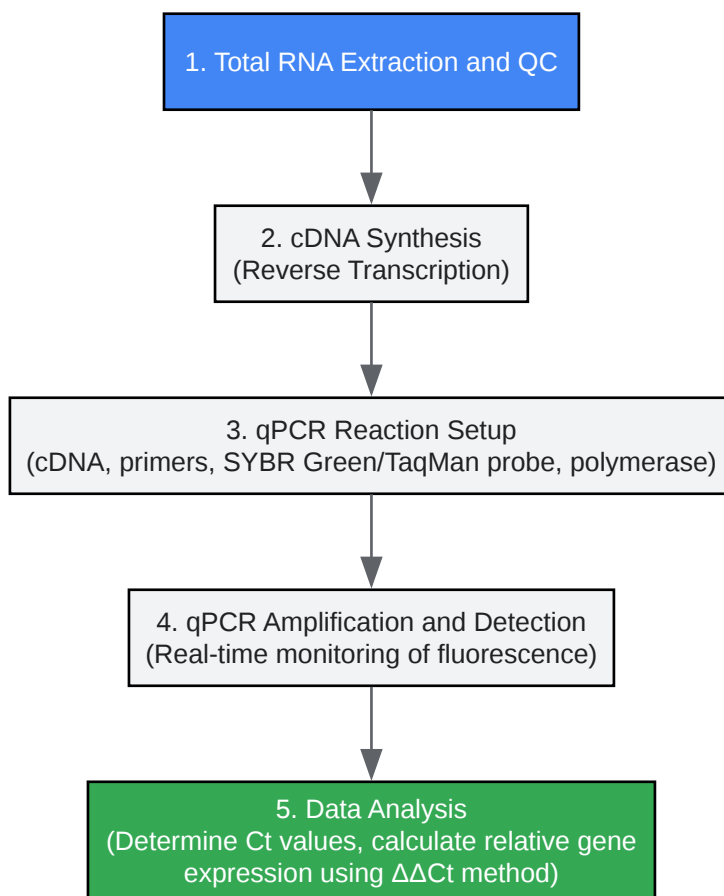 1. Total RNA Extraction and QC
2. cDNA Synthesis
(Reverse Transcription)
3. qPCR Reaction Setup
(cDNA, primers, SYBR Green/TaqMan probe, polymerase)
4. qPCR Amplification and Detection
(Real-time monitoring of fluorescence)
5. Data Analysis
(Determine Ct values, calculate relative gene
expression using ΔΔCt method)